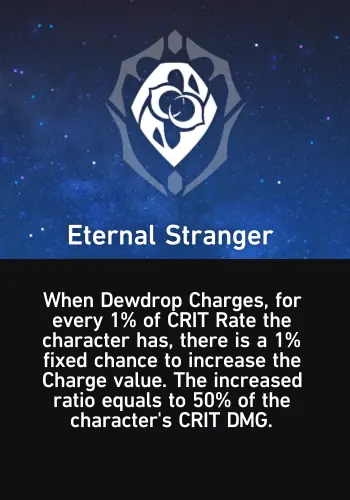 Eternal Stranger
When Dewdrop Charges, for
every 1% of CRIT Rate the
character has, there is a 1%
fixed chance to increase the
Charge value. The increased
ratio equals to 50% of the
character's CRIT DMG.